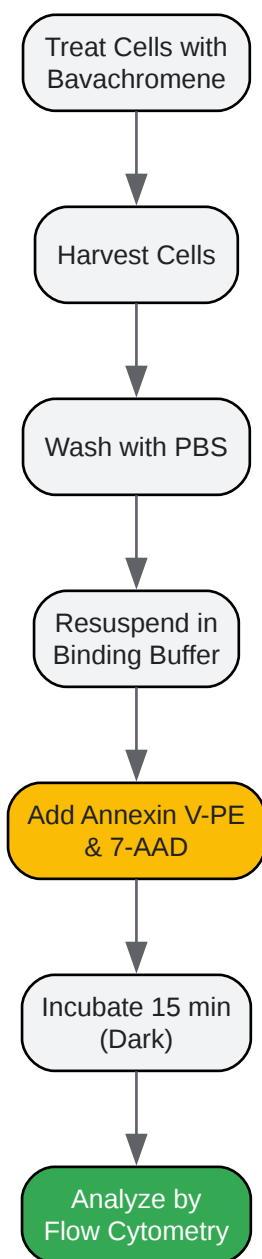 Treat Cells with
Bavachromene
Harvest Cells
Wash with PBS
Resuspend in
Binding Buffer
Add Annexin V-PE
& 7-AAD
Incubate 15 min
(Dark)
Analyze by
Flow Cytometry